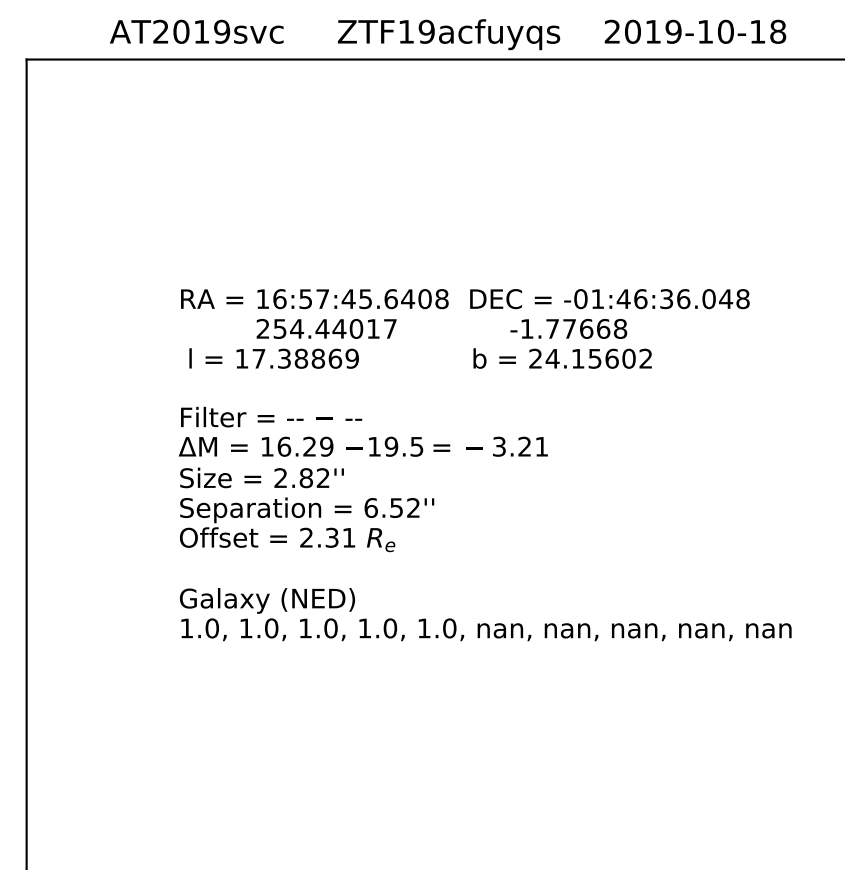 AT2019svc ZTF19acfuyqs 2019-10-18
RA = 16:57:45.6408 DEC = -01:46:36.048
254.44017 -1.77668
l = 17.38869 b = 24.15602
Filter = -- − --
ΔM = 16.29 −19.5 = − 3.21
Size = 2.82''
Separation = 6.52''
Offset = 2.31 Rₑ
Galaxy (NED)
1.0, 1.0, 1.0, 1.0, 1.0, nan, nan, nan, nan, nan